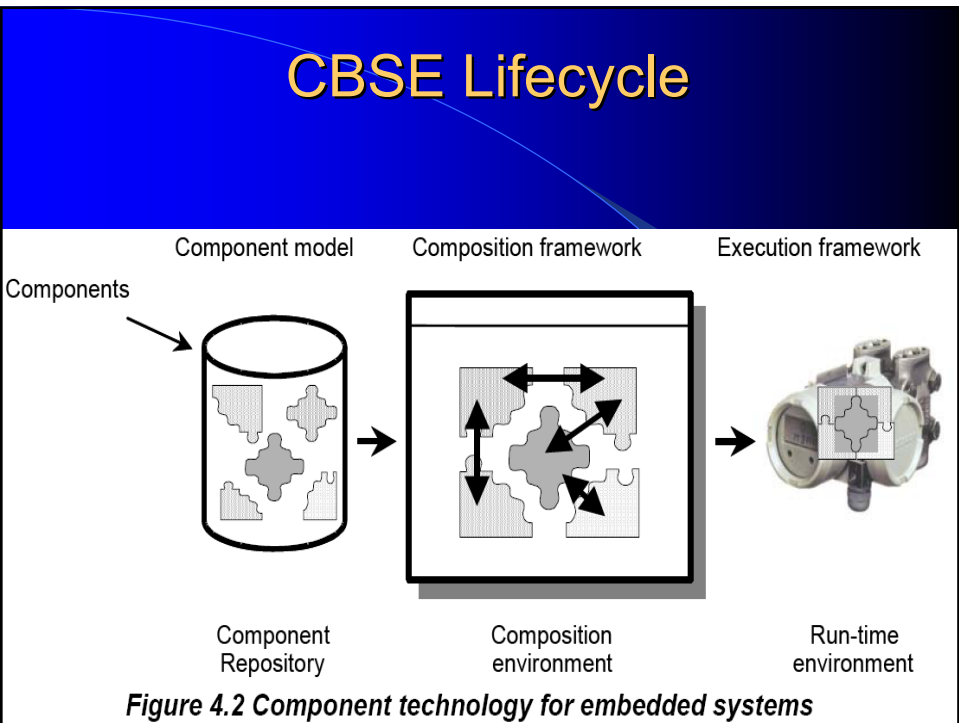 CBSE Lifecycle
Component model Composition framework Execution framework
Components
Component Repository
Composition environment
Run-time environment
Figure 4.2 Component technology for embedded systems